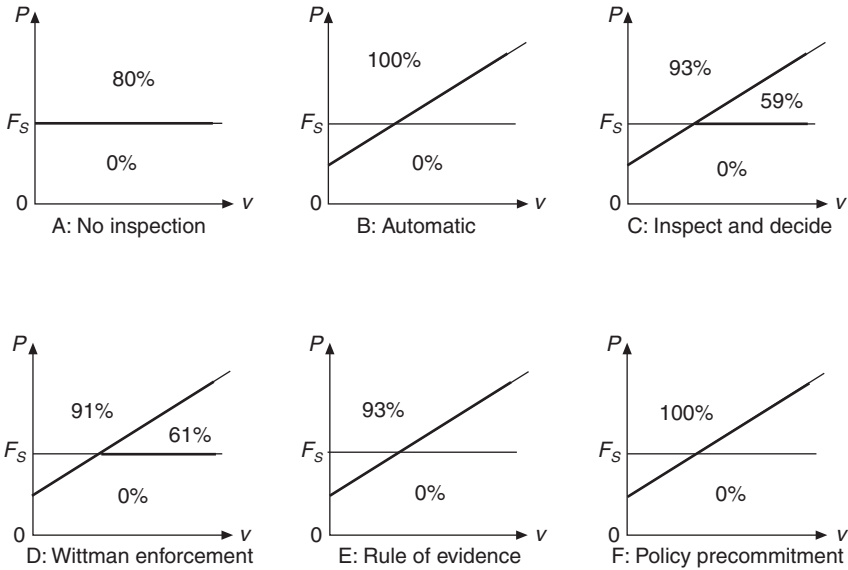 P
80%
F_S
0%
0
v
A: No inspection
P
100%
F_S
0%
0
v
B: Automatic
P
93%
59%
F_S
0%
0
v
C: Inspect and decide
P
91%
61%
F_S
0%
0
v
D: Wittman enforcement
P
93%
F_S
0%
0
v
E: Rule of evidence
P
100%
F_S
0%
0
v
F: Policy precommitment